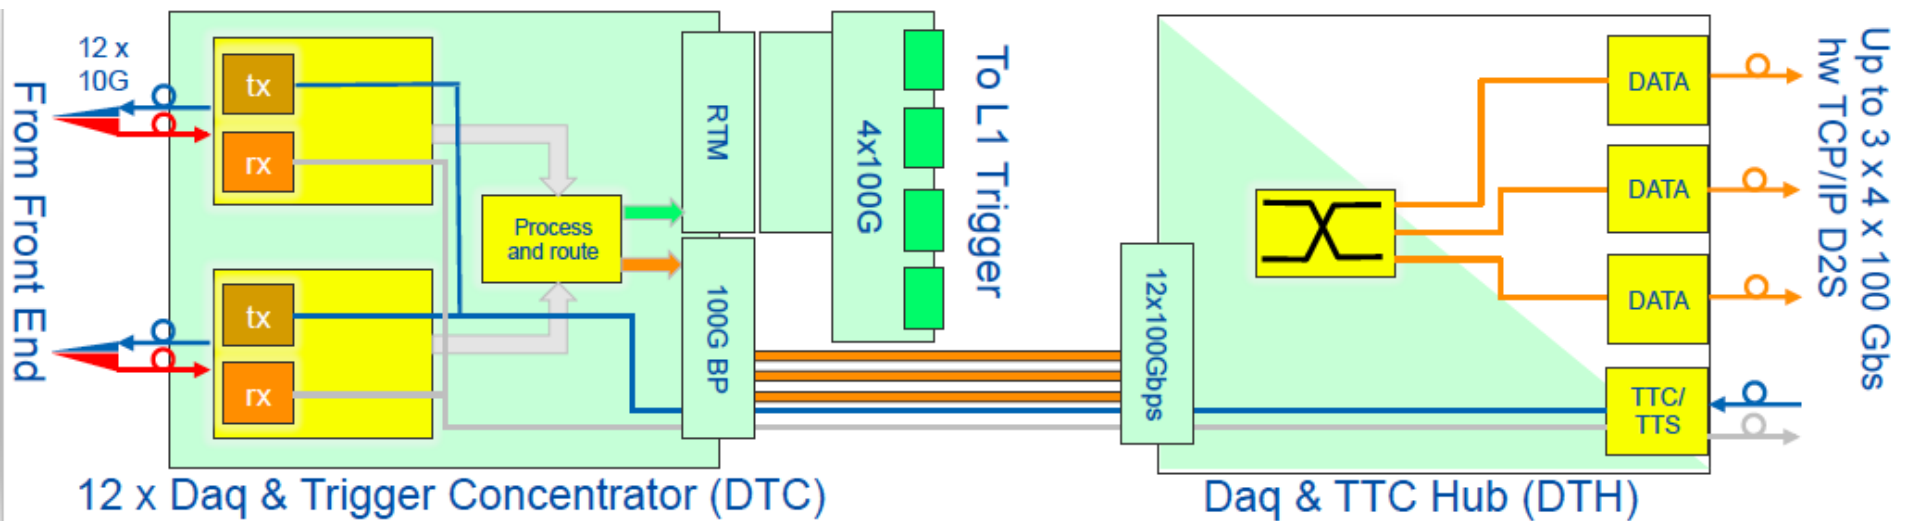 12 x
10G
From Front End
tx
rx
tx
rx
Process
and route
RTM
100G BP
4x100G
To L1 Trigger
12x100Gbps
DATA
DATA
DATA
TTC/
TTS
Up to 3 x 4 x 100 Gbs
hw TCP/IP D2S
12 x Daq & Trigger Concentrator (DTC)
Daq & TTC Hub (DTH)